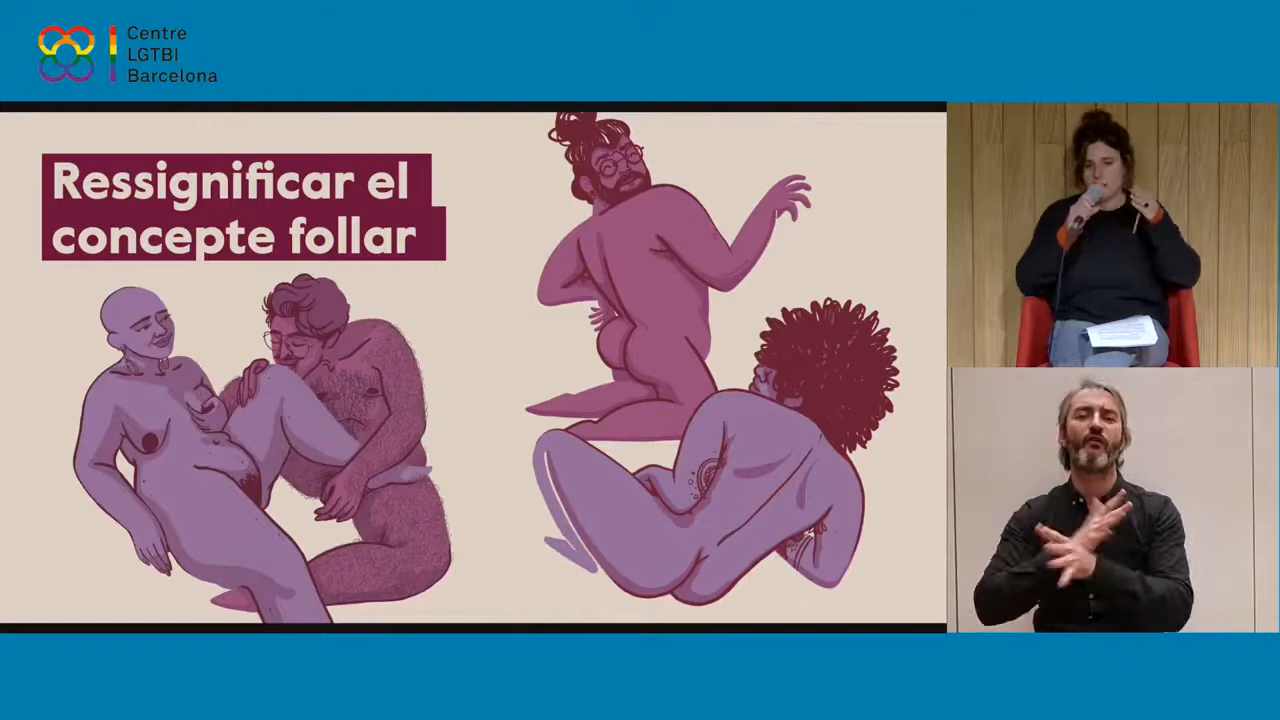 Centre
LGTBI
Barcelona
Ressignificar el
concepte follar